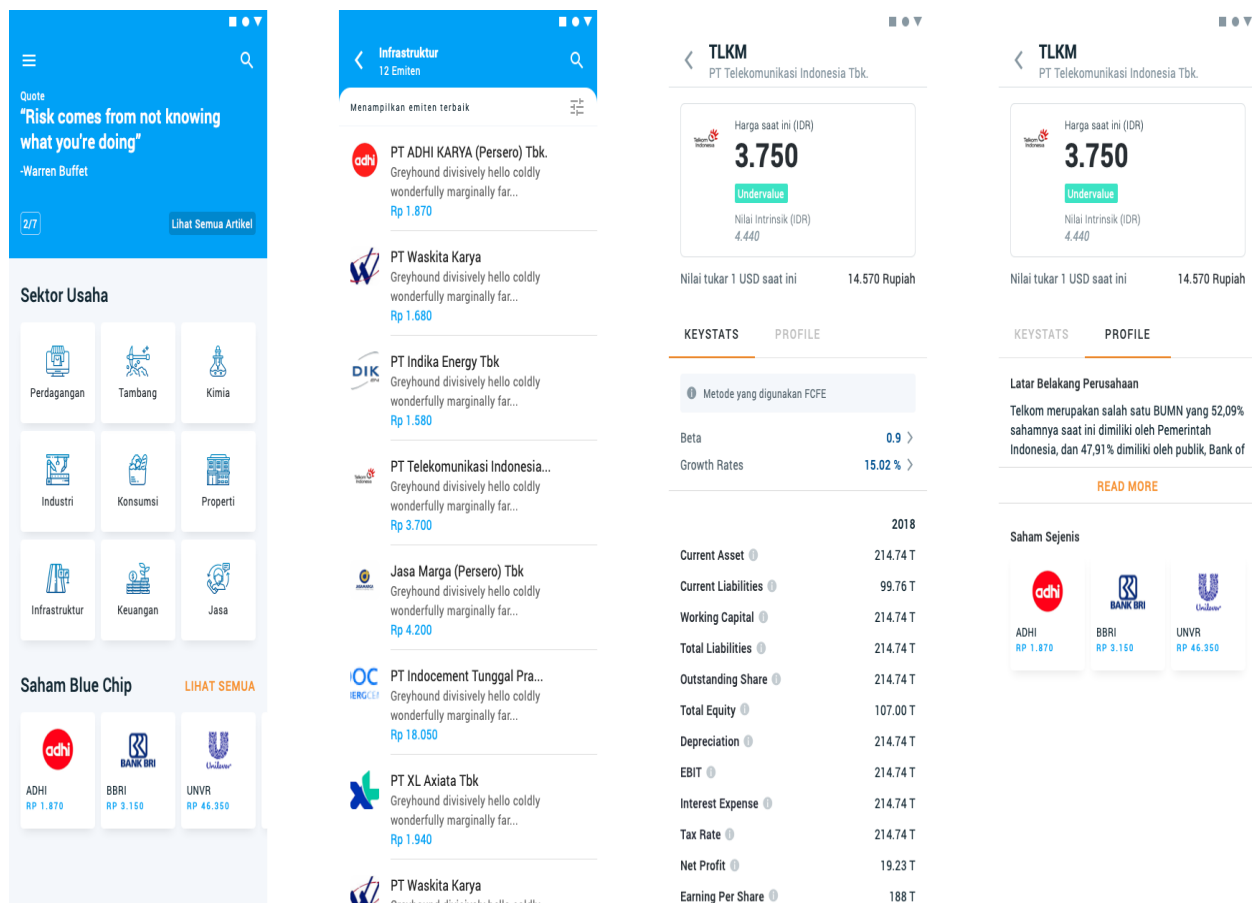 Quote
“Risk comes from not knowing
what you're doing”
-Warren Buffet
2/7
Lihat Semua Artikel
Sektor Usaha
Perdagangan
Tambang
Kimia
Industri
Konsumsi
Properti
Infrastruktur
Keuangan
Jasa
Saham Blue Chip
LIHAT SEMUA
adhi
BANK BRI
Unilever
ADHI
BBRI
UNVR
RP 1.870
RP 3.150
RP 46.350
Infrastruktur
12 Emiten
Menampilkan emiten terbaik
adhi
PT ADHI KARYA (Persero) Tbk.
Greyhound divisively hello coldly
wonderfully marginally far...
Rp 1.870
PT Waskita Karya
Greyhound divisively hello coldly
wonderfully marginally far...
Rp 1.680
DIK
PT Indika Energy Tbk
Greyhound divisively hello coldly
wonderfully marginally far...
Rp 1.580
Telkom
Indonesia
PT Telekomunikasi Indonesia...
Greyhound divisively hello coldly
wonderfully marginally far...
Rp 3.700
Jasa Marga (Persero) Tbk
Greyhound divisively hello coldly
wonderfully marginally far...
Rp 4.200
PT Indocement Tunggal Pra...
Greyhound divisively hello coldly
wonderfully marginally far...
Rp 18.050
PT XL Axiata Tbk
Greyhound divisively hello coldly
wonderfully marginally far...
Rp 1.940
PT Waskita Karya
TLKM
PT Telekomunikasi Indonesia Tbk.
Telkom
Indonesia
Harga saat ini (IDR)
3.750
Undervalue
Nilai Intrinsik (IDR)
4.440
Nilai tukar 1 USD saat ini 14.570 Rupiah
KEYSTATS PROFILE
Metode yang digunakan FCFE
Beta 0.9
Growth Rates 15.02 %
2018
Current Asset 214.74 T
Current Liabilities 99.76 T
Working Capital 214.74 T
Total Liabilities 214.74 T
Outstanding Share 214.74 T
Total Equity 107.00 T
Depreciation 214.74 T
EBIT 214.74 T
Interest Expense 214.74 T
Tax Rate 214.74 T
Net Profit 19.23 T
Earning Per Share 188 T
TLKM
PT Telekomunikasi Indonesia Tbk.
Telkom
Indonesia
Harga saat ini (IDR)
3.750
Undervalue
Nilai Intrinsik (IDR)
4.440
Nilai tukar 1 USD saat ini 14.570 Rupiah
KEYSTATS PROFILE
Latar Belakang Perusahaan
Telkom merupakan salah satu BUMN yang 52,09%
sahamnya saat ini dimiliki oleh Pemerintah
Indonesia, dan 47,91% dimiliki oleh publik, Bank of
READ MORE
Saham Sejenis
adhi
BANK BRI
Unilever
ADHI
BBRI
UNVR
RP 1.870
RP 3.150
RP 46.350